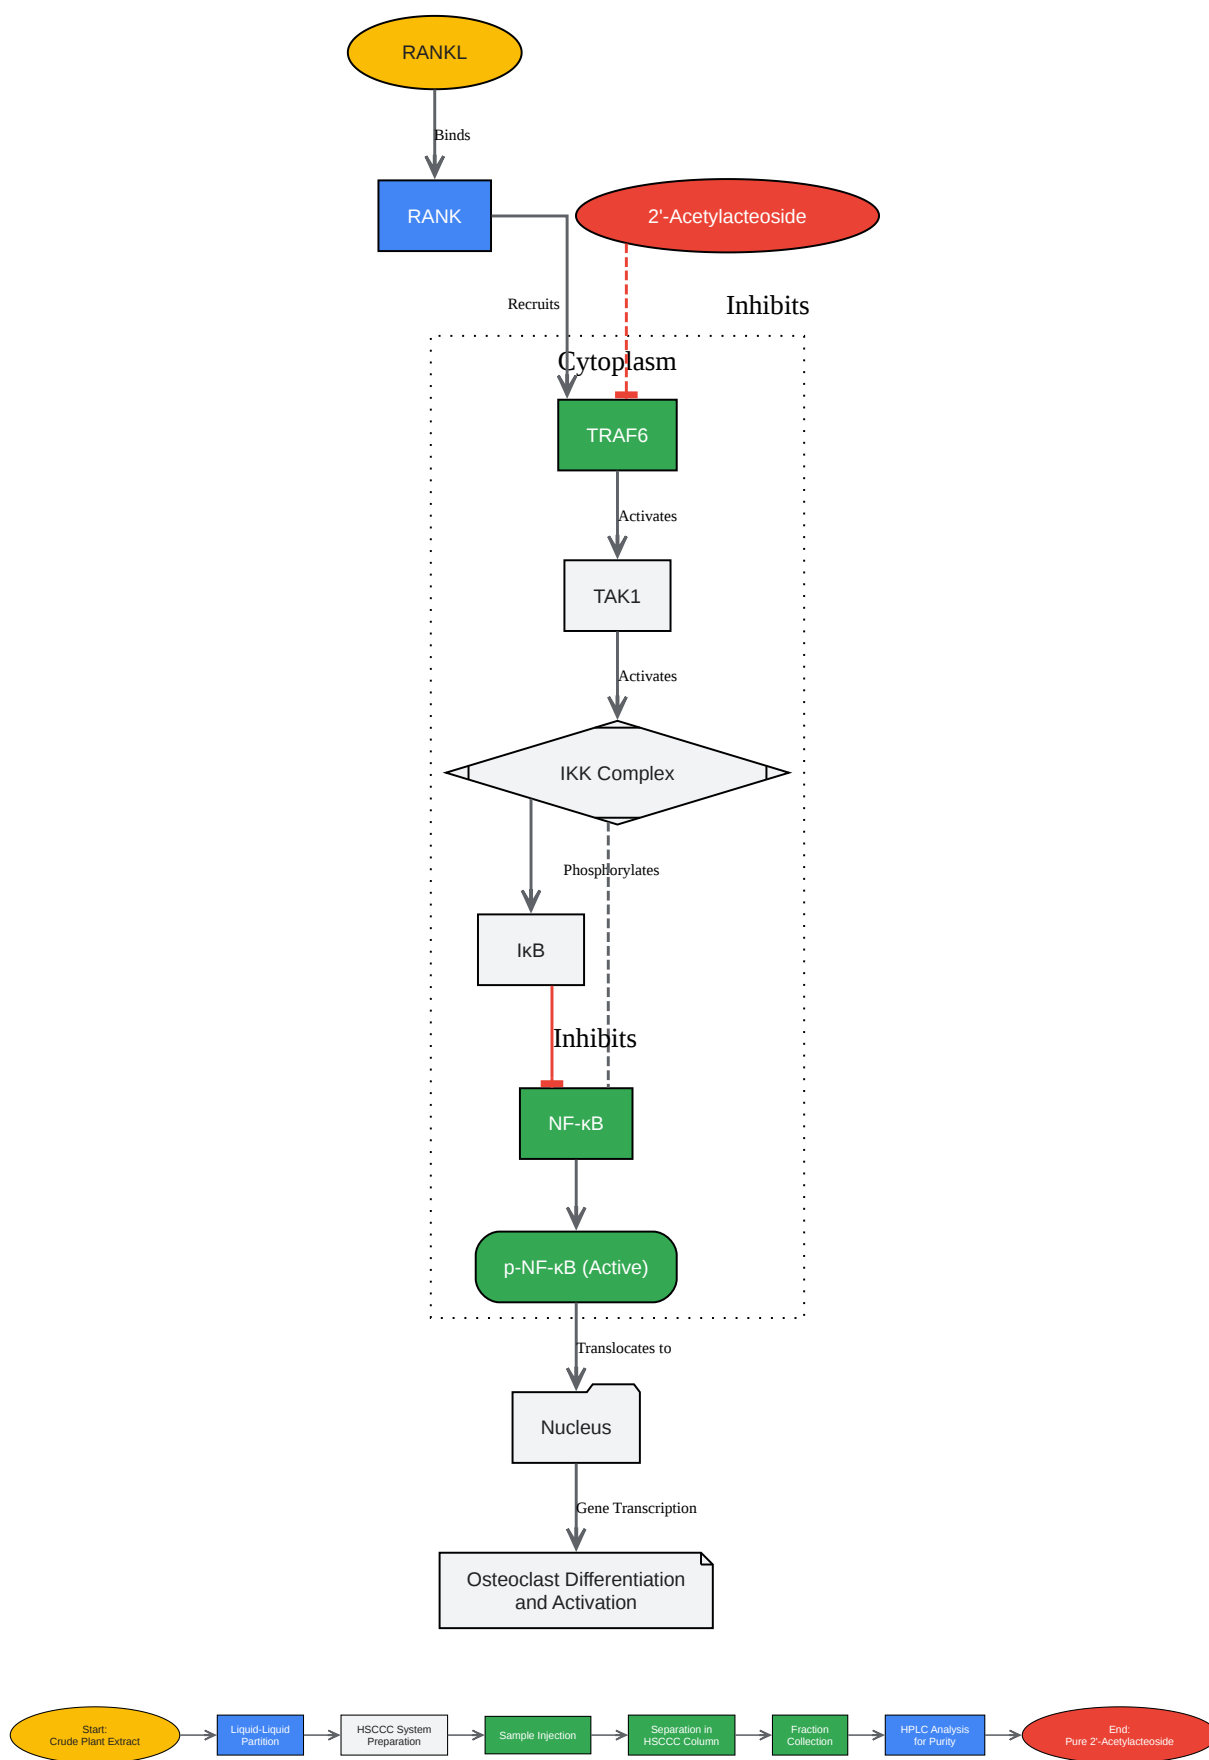 RANKL
Binds
RANK
2'-Acetylacteoside
Recruits
Inhibits
Cytoplasm
TRAF6
Activates
TAK1
Activates
IKK Complex
Phosphorylates
IκB
Inhibits
NF-κB
p-NF-κB (Active)
Translocates to
Nucleus
Gene Transcription
Osteoclast Differentiation
and Activation
Start:
Crude Plant Extract
Liquid-Liquid
Partition
HSCCC System
Preparation
Sample Injection
Separation in
HSCCC Column
Fraction
Collection
HPLC Analysis
for Purity
End:
Pure 2'-Acetylacteoside